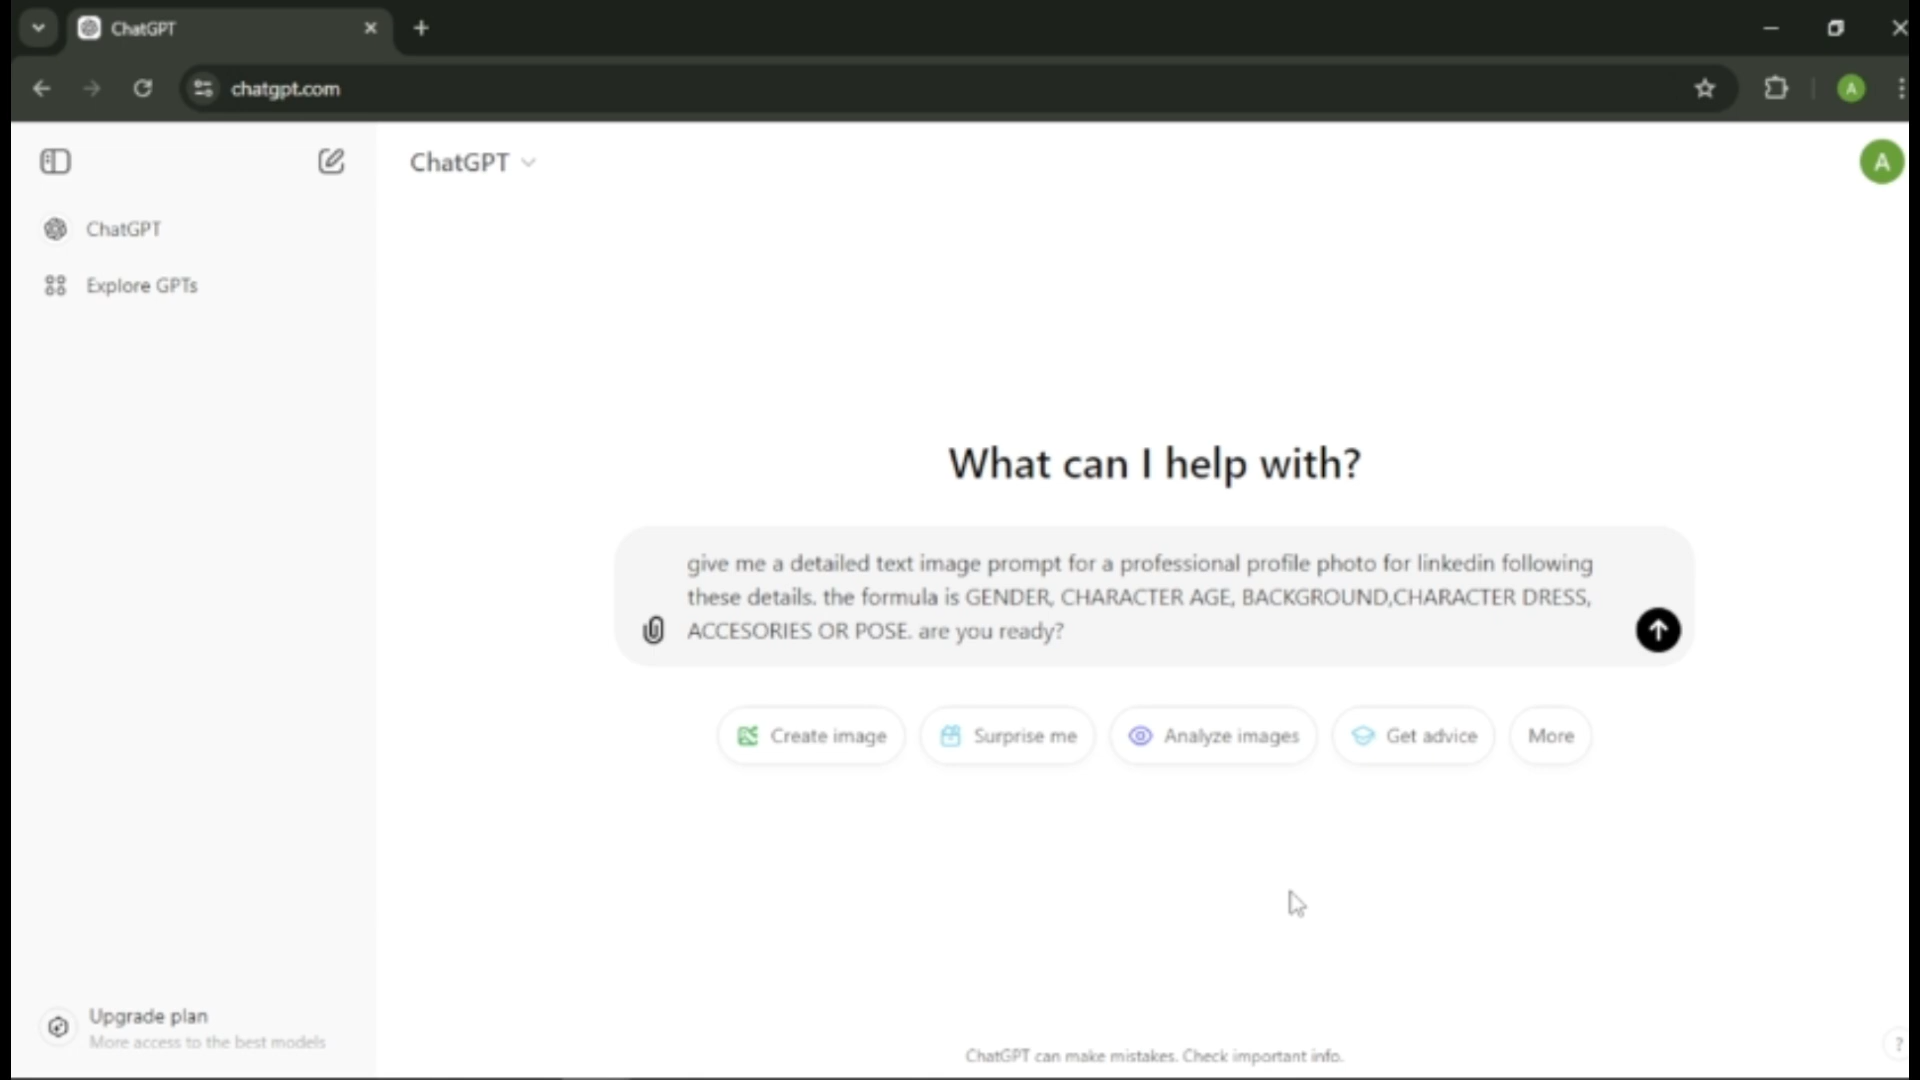 ChatGPT
chatgpt.com
A
ChatGPT
A
ChatGPT
Explore GPTs
What can I help with?
give me a detailed text image prompt for a professional profile photo for linkedin following
these details. the formula is GENDER, CHARACTER AGE, BACKGROUND,CHARACTER DRESS,
ACCESORIES OR POSE. are you ready?
Create image
Surprise me
Analyze images
Get advice
More
Upgrade plan
More access to the best models
ChatGPT can make mistakes. Check important info.
?